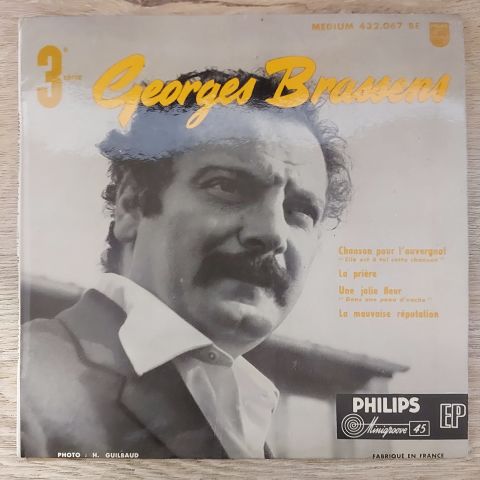 MEDIUM 432.067 BE
3e
série
Georges Brassens
Chanson pour l'auvergnat
"Elle est à toi cette chanson"
La prière
Une jolie fleur
"Dans une peau d'vache"
La mauvaise réputation
PHILIPS
Minigroove 45
EP
PHOTO : H. GUILBAUD
FABRIQUÉ EN FRANCE